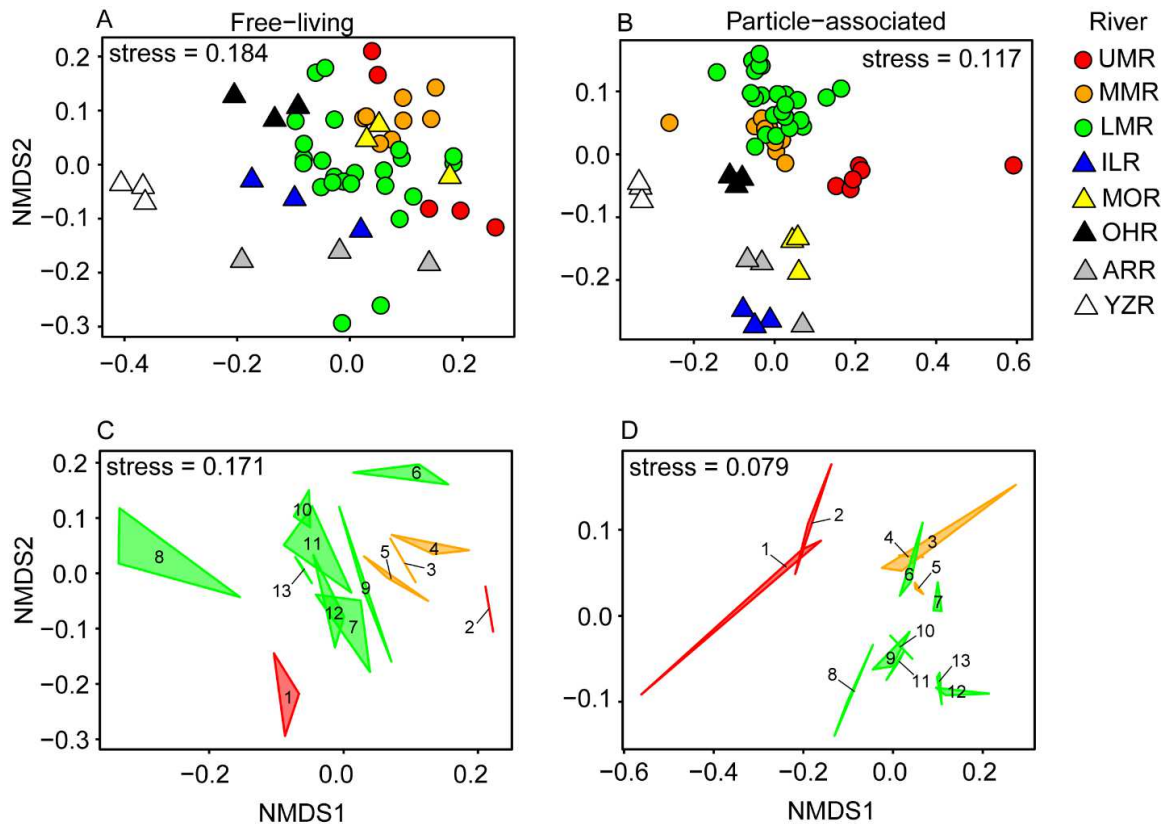 A Free−living
stress = 0.184
NMDS2
0.2
0.1
0.0
−0.1
−0.2
−0.3
−0.4 −0.2 0.0 0.2
B Particle−associated
stress = 0.117
0.1
0.0
−0.1
−0.2
−0.2 0.0 0.2 0.4 0.6
River
UMR
MMR
LMR
ILR
MOR
OHR
ARR
YZR
C
stress = 0.171
NMDS2
0.2
0.1
0.0
−0.1
−0.2
−0.3
6
10
8
11
5
4
3
13
9
12
7
2
1
−0.2 0.0 0.2
NMDS1
D
stress = 0.079
0.1
0.0
−0.1
2
1
4
3
6
5
7
10
9
8
11
13
12
−0.6 −0.4 −0.2 0.0 0.2
NMDS1